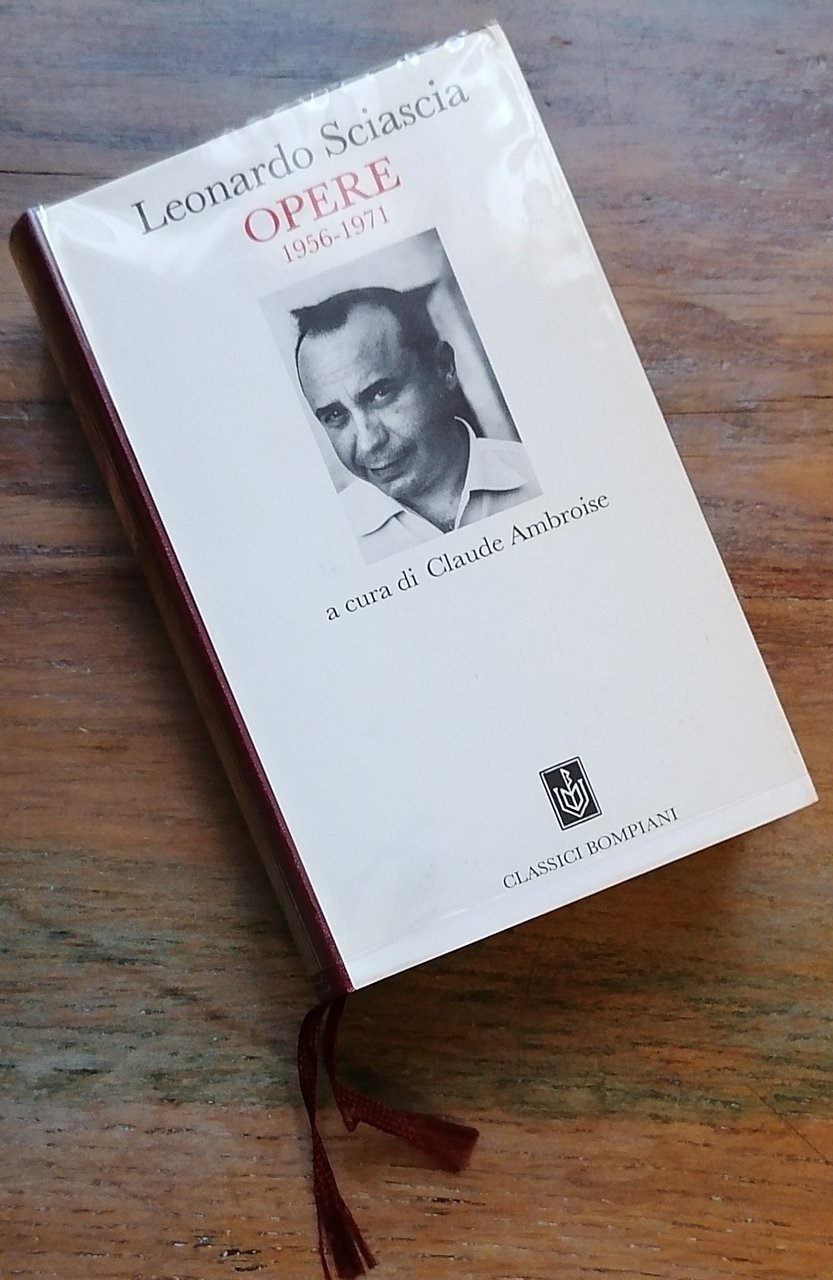 Leonardo Sciascia
OPERE
1956-1971
a cura di Claude Ambroise
CLASSICI BOMPIANI